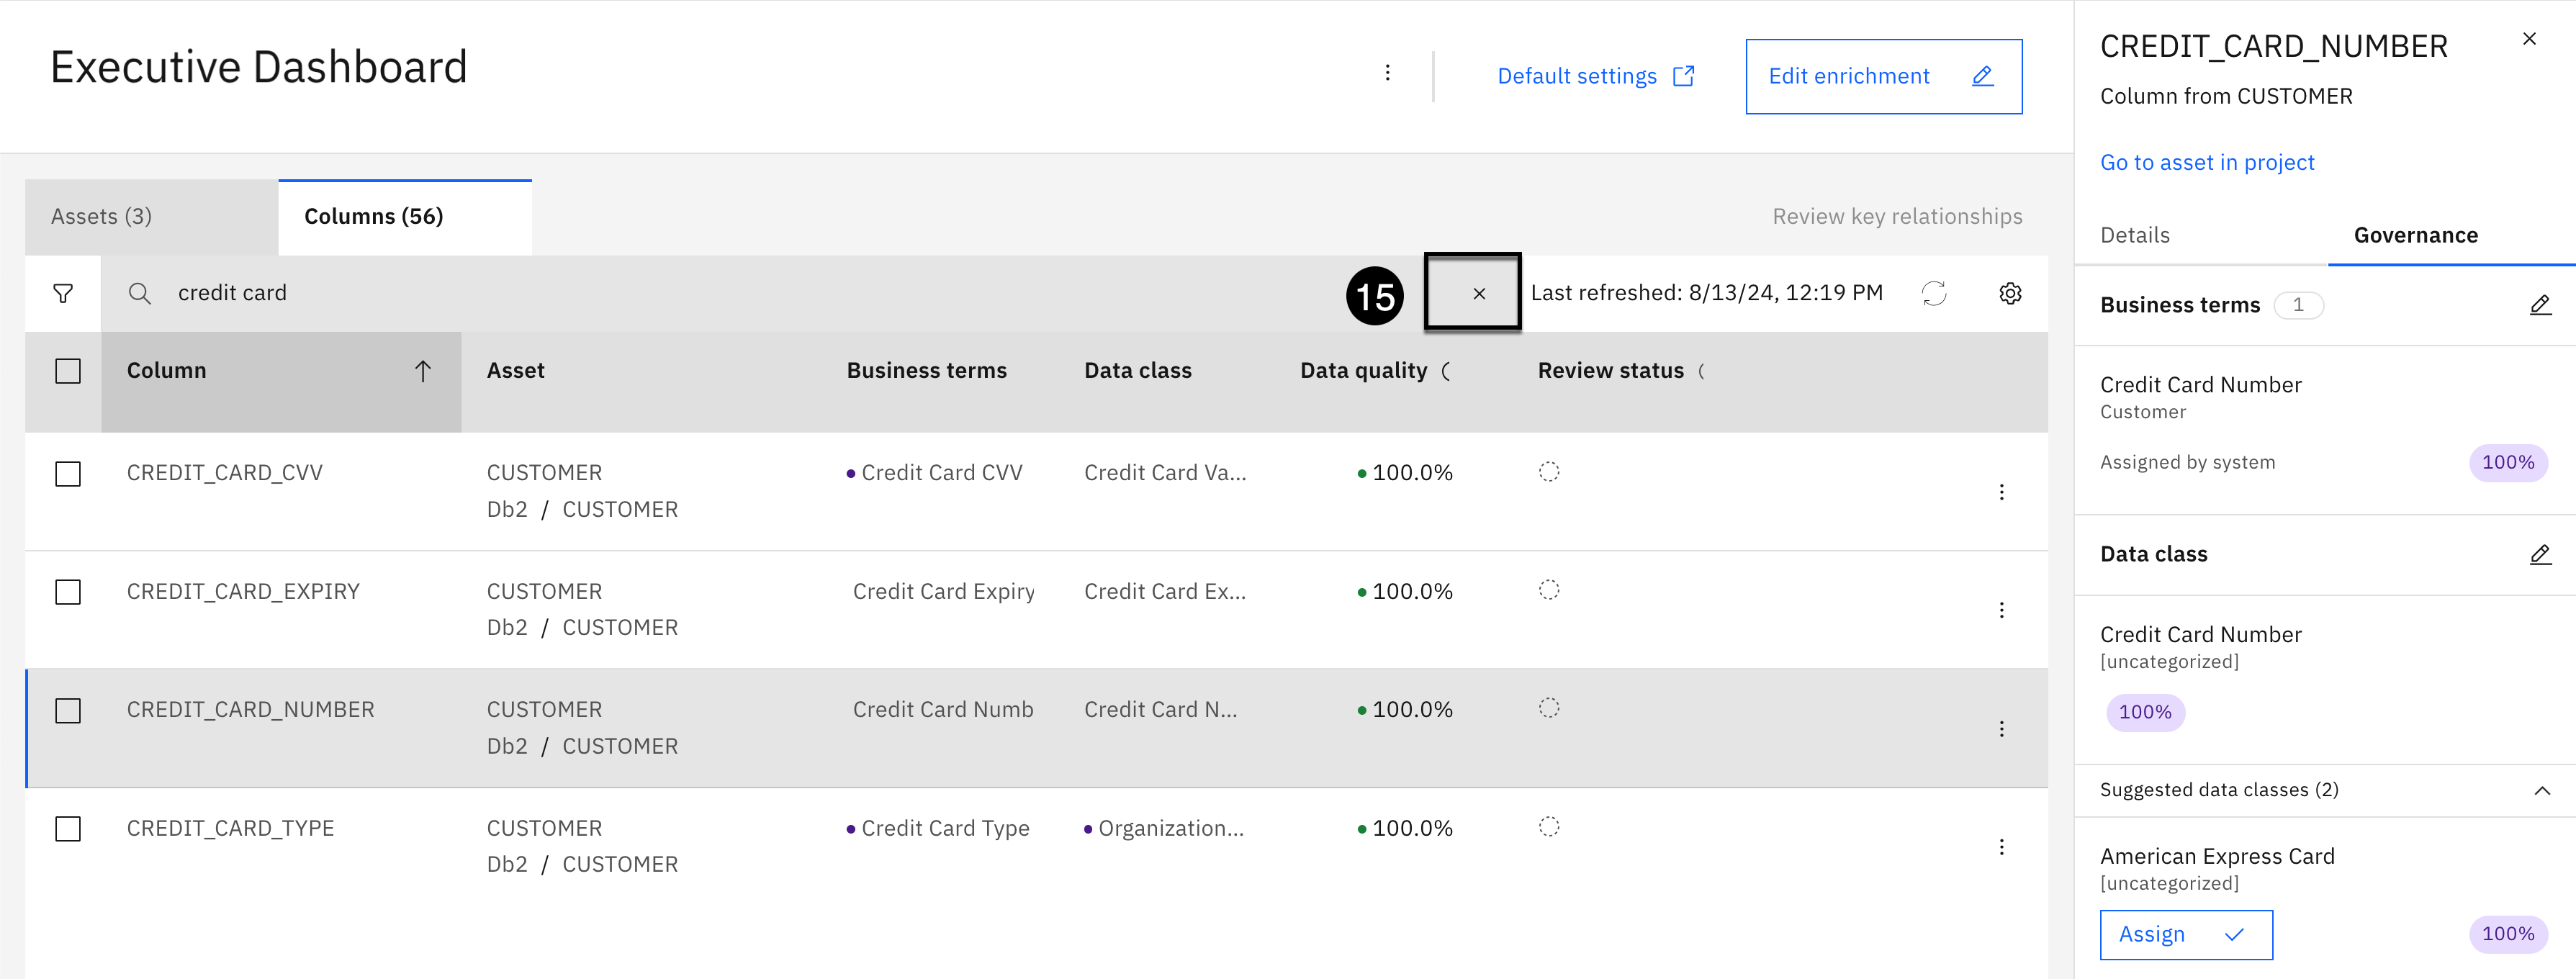 Executive Dashboard
Default settings
Edit enrichment
Assets (3)
Columns (56)
Review key relationships
credit card
15
Last refreshed: 8/13/24, 12:19 PM
Column
Asset
Business terms
Data class
Data quality (
Review status (
CREDIT_CARD_CVV
CUSTOMER
Db2 / CUSTOMER
Credit Card CVV
Credit Card Va...
100.0%
CREDIT_CARD_EXPIRY
CUSTOMER
Db2 / CUSTOMER
Credit Card Expiry
Credit Card Ex...
100.0%
CREDIT_CARD_NUMBER
CUSTOMER
Db2 / CUSTOMER
Credit Card Numb
Credit Card N...
100.0%
CREDIT_CARD_TYPE
CUSTOMER
Db2 / CUSTOMER
Credit Card Type
Organization...
100.0%
CREDIT_CARD_NUMBER
Column from CUSTOMER
Go to asset in project
Details
Governance
Business terms 1
Credit Card Number
Customer
Assigned by system
100%
Data class
Credit Card Number
[uncategorized]
100%
Suggested data classes (2)
American Express Card
[uncategorized]
Assign
100%